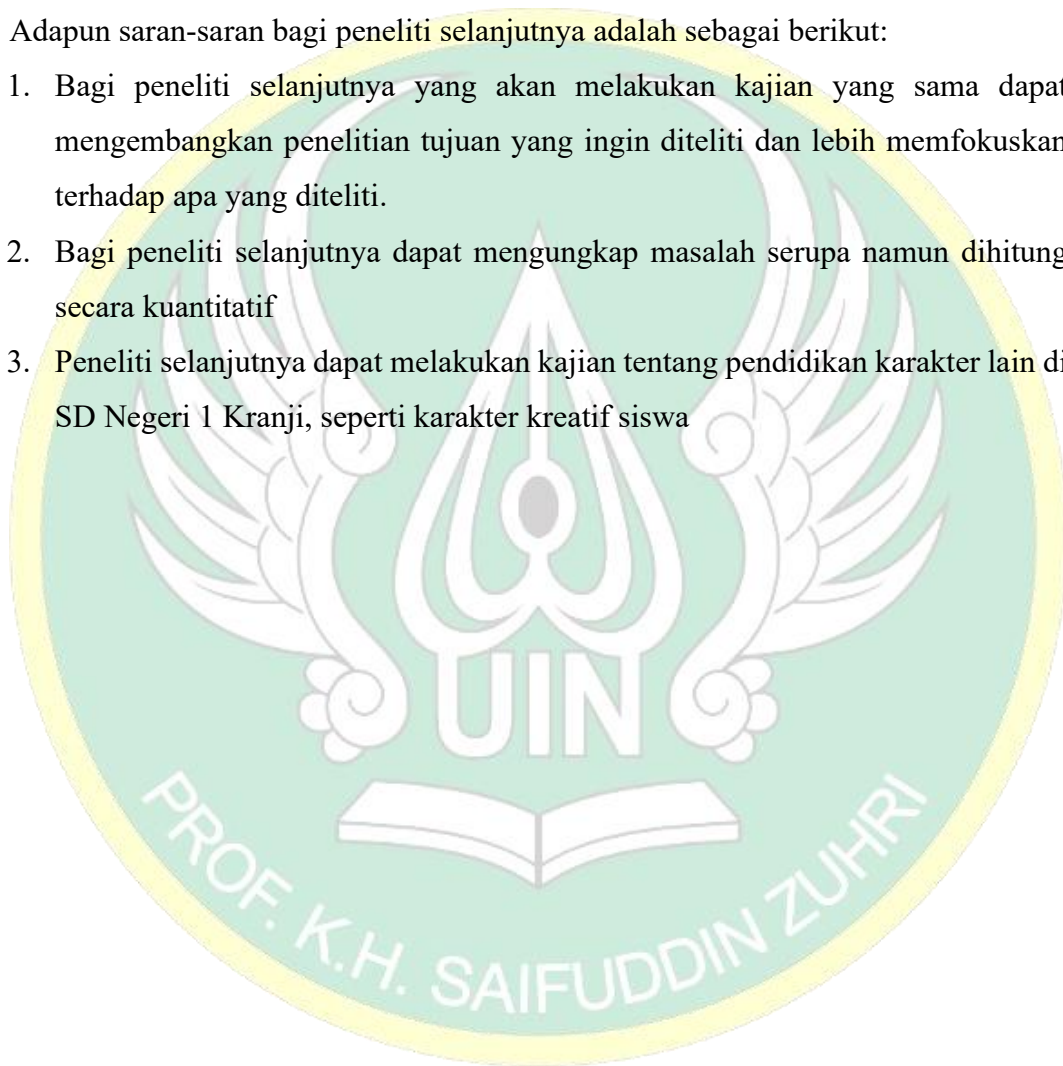 Adapun saran-saran bagi peneliti selanjutnya adalah sebagai berikut:
1. Bagi peneliti selanjutnya yang akan melakukan kajian yang sama dapat
mengembangkan penelitian tujuan yang ingin diteliti dan lebih memfokuskan
terhadap apa yang diteliti.
2. Bagi peneliti selanjutnya dapat mengungkap masalah serupa namun dihitung
secara kuantitatif
3. Peneliti selanjutnya dapat melakukan kajian tentang pendidikan karakter lain di
SD Negeri 1 Kranji, seperti karakter kreatif siswa
UIN
PROF. K.H. SAIFUDDIN ZUHRI